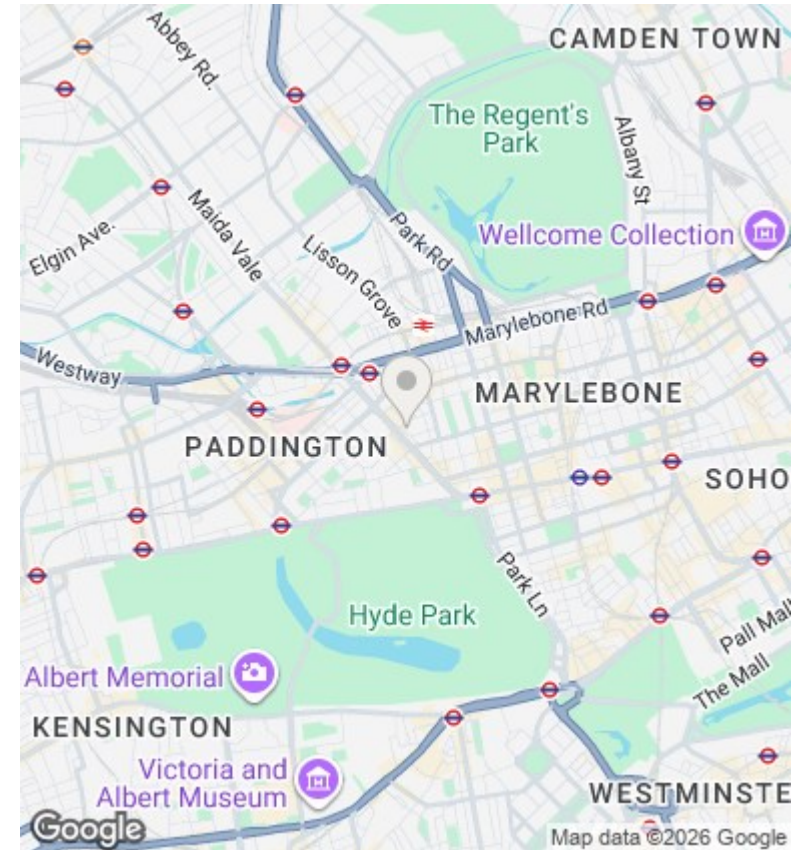 Abbey Rd.
CAMDEN TOWN
The Regent's
Park
Albany St
Elgin Ave.
Maida Vale
Lisson Grove
Park Rd
Wellcome Collection
Marylebone Rd
Westway
MARYLEBONE
PADDINGTON
SOHO
Park Ln
Hyde Park
Pall Mall
The Mall
Albert Memorial
KENSINGTON
Victoria and
Albert Museum
WESTMINSTE
Google
Map data ©2026 Google